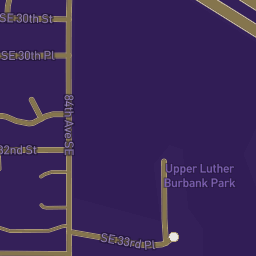 SE 30th St
SE 30th Pl
84th Ave SE
32nd St
Upper Luther
Burbank Park
SE 33rd Pl